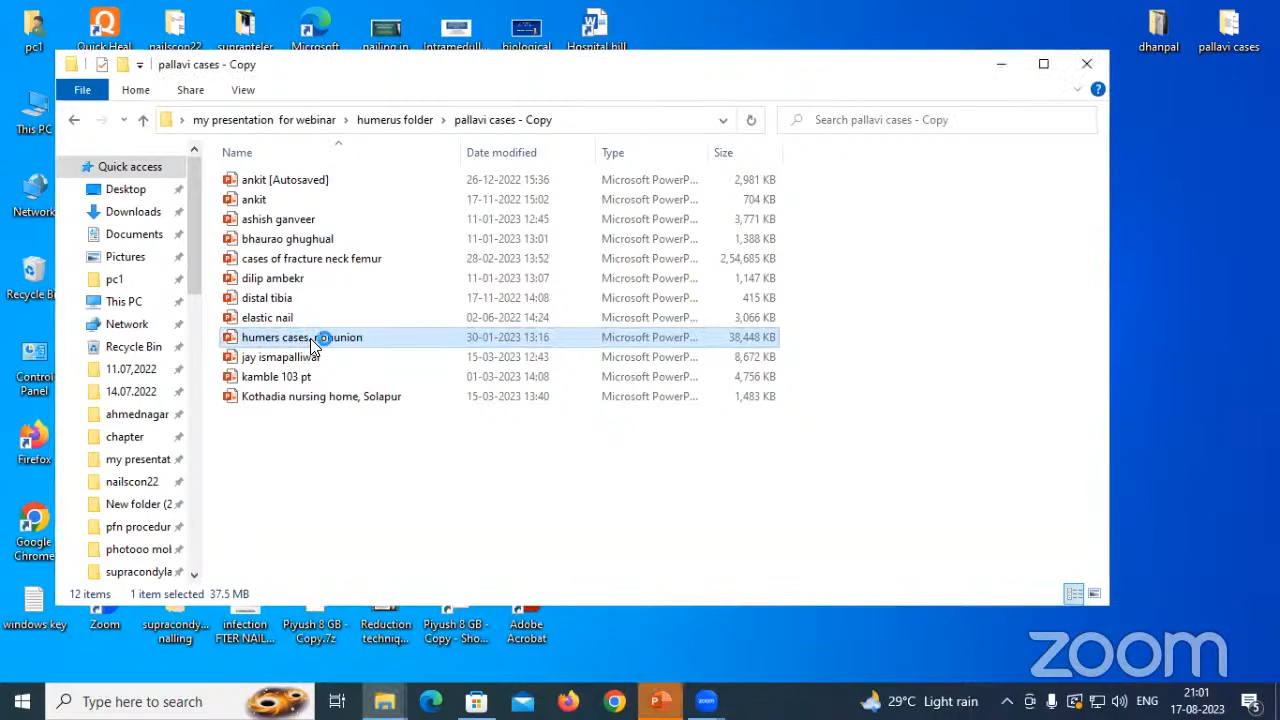 pc1
Quick Heal
nailscon22
suprapteler
Microsoft
nailing in
intramedull...
biological
Hospital bill
dhanpal
pallavi cases
pallavi cases - Copy
File
Home
Share
View
my presentation for webinar
humerus folder
pallavi cases - Copy
Search pallavi cases - Copy
Name
Date modified
Type
Size
ankit [Autosaved] 26-12-2022 15:36 Microsoft PowerP... 2,981 KB
ankit 17-11-2022 15:02 Microsoft PowerP... 704 KB
ashish ganveer 11-01-2023 12:45 Microsoft PowerP... 3,771 KB
bhaurao ghughual 11-01-2023 13:01 Microsoft PowerP... 1,388 KB
cases of fracture neck femur 28-02-2023 13:52 Microsoft PowerP... 2,54,685 KB
dilip ambekr 11-01-2023 13:07 Microsoft PowerP... 1,147 KB
distal tibia 17-11-2022 14:08 Microsoft PowerP... 415 KB
elastic nail 02-06-2022 14:24 Microsoft PowerP... 3,066 KB
humers cases 30-01-2023 13:16 Microsoft PowerP... 38,448 KB
jay ismapalliwar 15-03-2023 12:43 Microsoft PowerP... 8,672 KB
kamble 103 pt 01-03-2023 14:08 Microsoft PowerP... 4,756 KB
Kothadia nursing home, Solapur 15-03-2023 13:40 Microsoft PowerP... 1,483 KB
Quick access
Desktop
Downloads
Documents
Pictures
pc1
This PC
Network
Recycle Bin
11.07,2022
14.07.2022
ahmednagar
chapter
my presentat
nailscon22
New folder (2
pfn procedur
photooo mol
supracondyla
12 items
1 item selected 37.5 MB
This PC
Network
Recycle Bi
Control
Panel
Firefox
Google
Chrome
windows key
Zoom
supracondy...
nalling
infection
FTER NAIL...
Piyush 8 GB -
Copy.7z
Reduction
techniq...
Piyush 8 GB -
Copy - Sho...
Adobe
Acrobat
zoom
Type here to search
29°C Light rain
ENG
21:01
17-08-2023
5